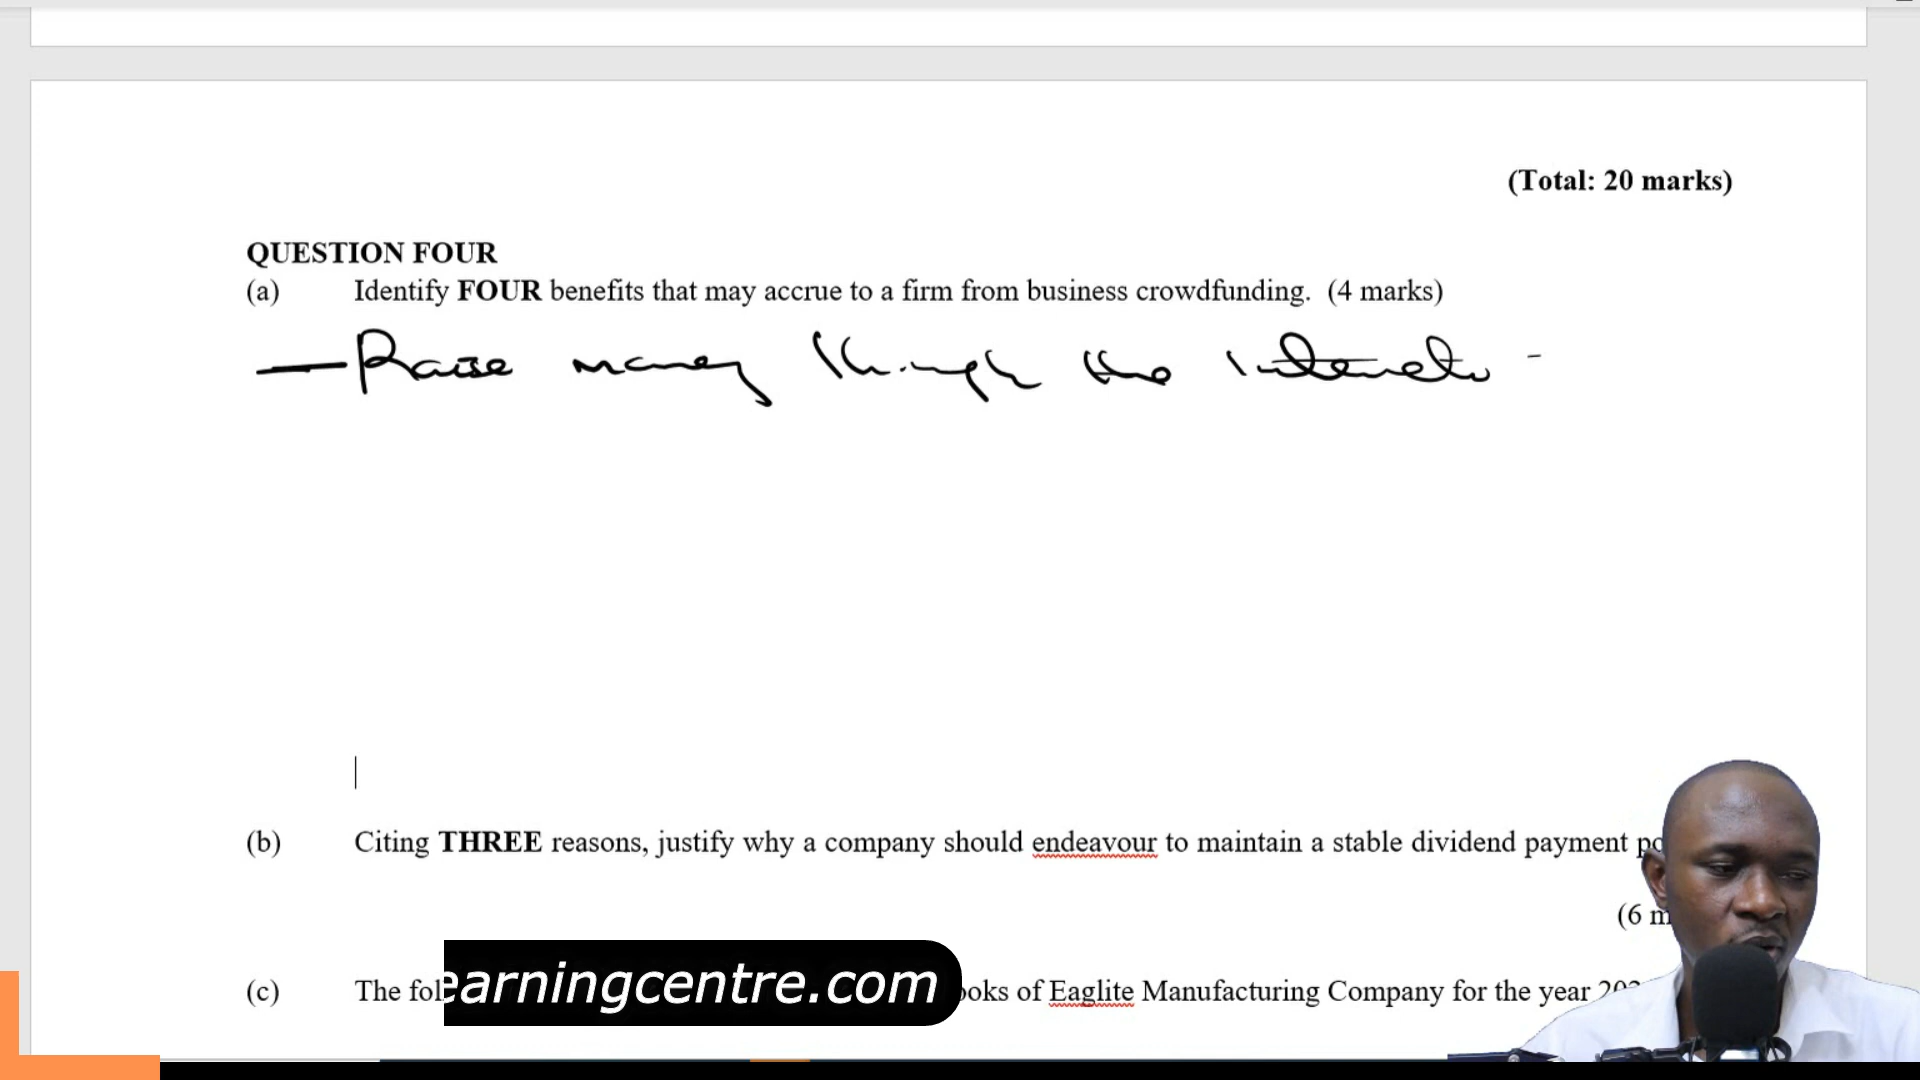 (Total: 20 marks)
QUESTION FOUR
(a) Identify FOUR benefits that may accrue to a firm from business crowdfunding. (4 marks)
— Raise money through the Internet -
(b) Citing THREE reasons, justify why a company should endeavour to maintain a stable dividend payment
(6
(c) The ooks of Eaglite Manufacturing Company for the year
earningcentre.com